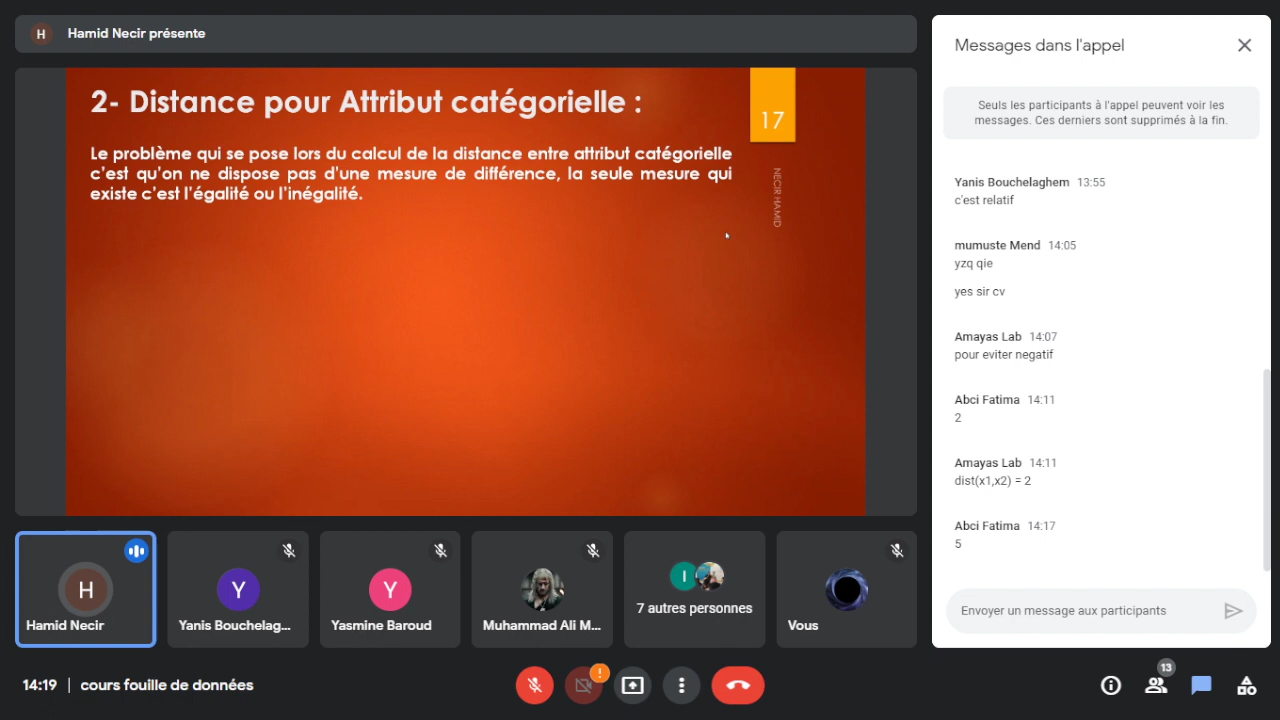 H
Hamid Necir présente
2- Distance pour Attribut catégorielle :
17
Le problème qui se pose lors du calcul de la distance entre attribut catégorielle
c'est qu'on ne dispose pas d'une mesure de différence, la seule mesure qui
existe c'est l'égalité ou l'inégalité.
NECIR HAMID
H
Hamid Necir
Y
Yanis Bouchelag...
Y
Yasmine Baroud
Muhammad Ali M...
I
7 autres personnes
Vous
14:19 | cours fouille de données
!
13
Messages dans l'appel
Seuls les participants à l'appel peuvent voir les
messages. Ces derniers sont supprimés à la fin.
Yanis Bouchelaghem 13:55
c'est relatif
mumuste Mend 14:05
yzq qie
yes sir cv
Amayas Lab 14:07
pour eviter negatif
Abci Fatima 14:11
2
Amayas Lab 14:11
dist(x1,x2) = 2
Abci Fatima 14:17
5
Envoyer un message aux participants